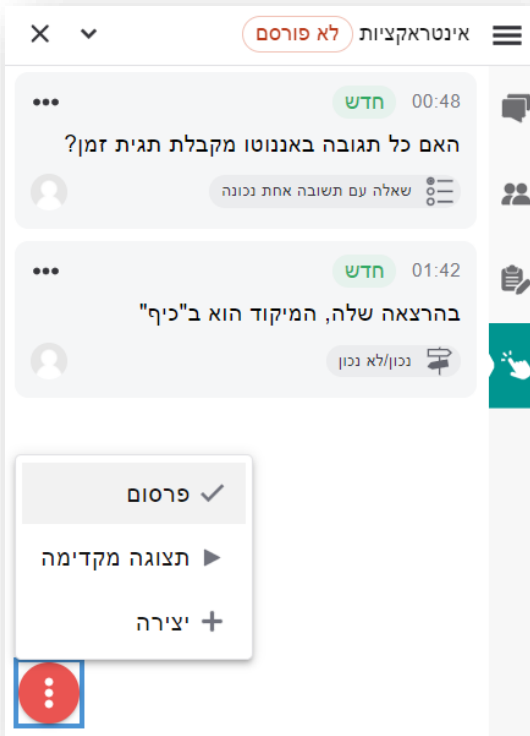 אינטראקציות לא פורסם
00:48 חדש
האם כל תגובה באננוטו מקבלת תגית זמן?
שאלה עם תשובה אחת נכונה
01:42 חדש
בהרצאה שלה, המיקוד הוא ב"כיף"
נכון/לא נכון
פרסום
תצוגה מקדימה
יצירה